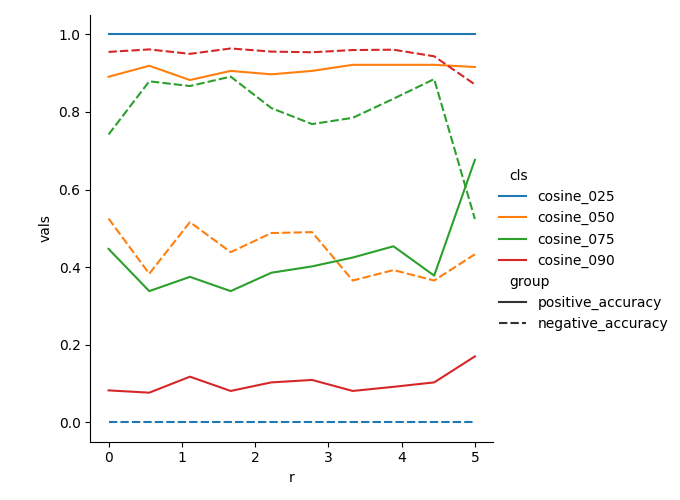 1.0
0.8
0.6
0.4
0.2
0.0
vals
0 1 2 3 4 5
r
cls
cosine_025
cosine_050
cosine_075
cosine_090
group
positive_accuracy
negative_accuracy